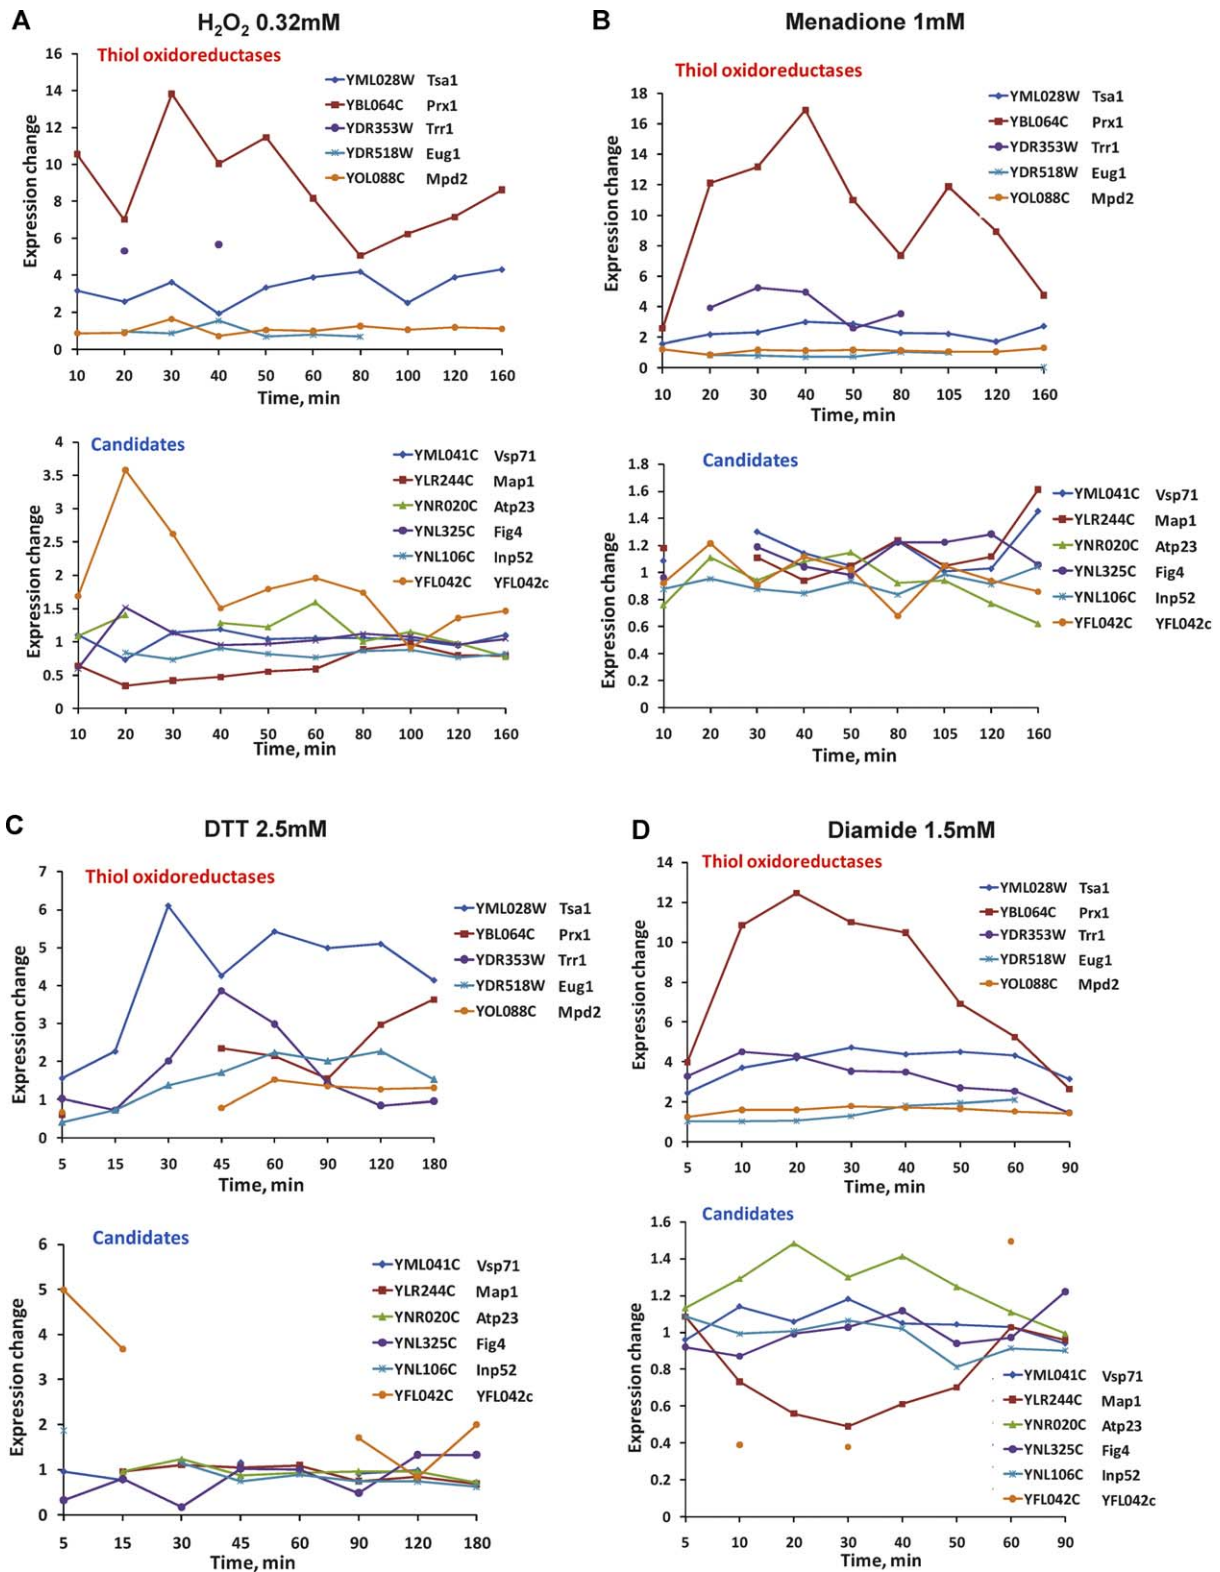 A
H₂O₂ 0.32mM
Thiol oxidoreductases
16
14
12
10
8
6
4
2
0
Expression change
YML028W Tsa1
YBL064C Prx1
YDR353W Trr1
YDR518W Eug1
YOL088C Mpd2
10 20 30 40 50 60 80 100 120 160
Time, min
Candidates
4
3.5
3
2.5
2
1.5
1
0.5
0
Expression change
YML041C Vsp71
YLR244C Map1
YNR020C Atp23
YNL325C Fig4
YNL106C Inp52
YFL042C YFL042c
10 20 30 40 50 60 80 100 120 160
Time, min
B
Menadione 1mM
Thiol oxidoreductases
18
16
14
12
10
8
6
4
2
0
Expression change
YML028W Tsa1
YBL064C Prx1
YDR353W Trr1
YDR518W Eug1
YOL088C Mpd2
10 20 30 40 50 80 105 120 160
Time, min
Candidates
1.8
1.6
1.4
1.2
1
0.8
0.6
0.4
0.2
0
Expression change
YML041C Vsp71
YLR244C Map1
YNR020C Atp23
YNL325C Fig4
YNL106C Inp52
YFL042C YFL042c
10 20 30 40 50 80 105 120 160
Time, min
C
DTT 2.5mM
Thiol oxidoreductases
7
6
5
4
3
2
1
0
Expression change
YML028W Tsa1
YBL064C Prx1
YDR353W Trr1
YDR518W Eug1
YOL088C Mpd2
5 15 30 45 60 90 120 180
Time, min
Candidates
6
5
4
3
2
1
0
Expression change
YML041C Vsp71
YLR244C Map1
YNR020C Atp23
YNL325C Fig4
YNL106C Inp52
YFL042C YFL042c
5 15 30 45 60 90 120 180
Time, min
D
Diamide 1.5mM
Thiol oxidoreductases
14
12
10
8
6
4
2
0
Expression change
YML028W Tsa1
YBL064C Prx1
YDR353W Trr1
YDR518W Eug1
YOL088C Mpd2
5 10 20 30 40 50 60 90
Time, min
Candidates
1.6
1.4
1.2
1
0.8
0.6
0.4
0.2
0
Expression change
YML041C Vsp71
YLR244C Map1
YNR020C Atp23
YNL325C Fig4
YNL106C Inp52
YFL042C YFL042c
5 10 20 30 40 50 60 90
Time, min